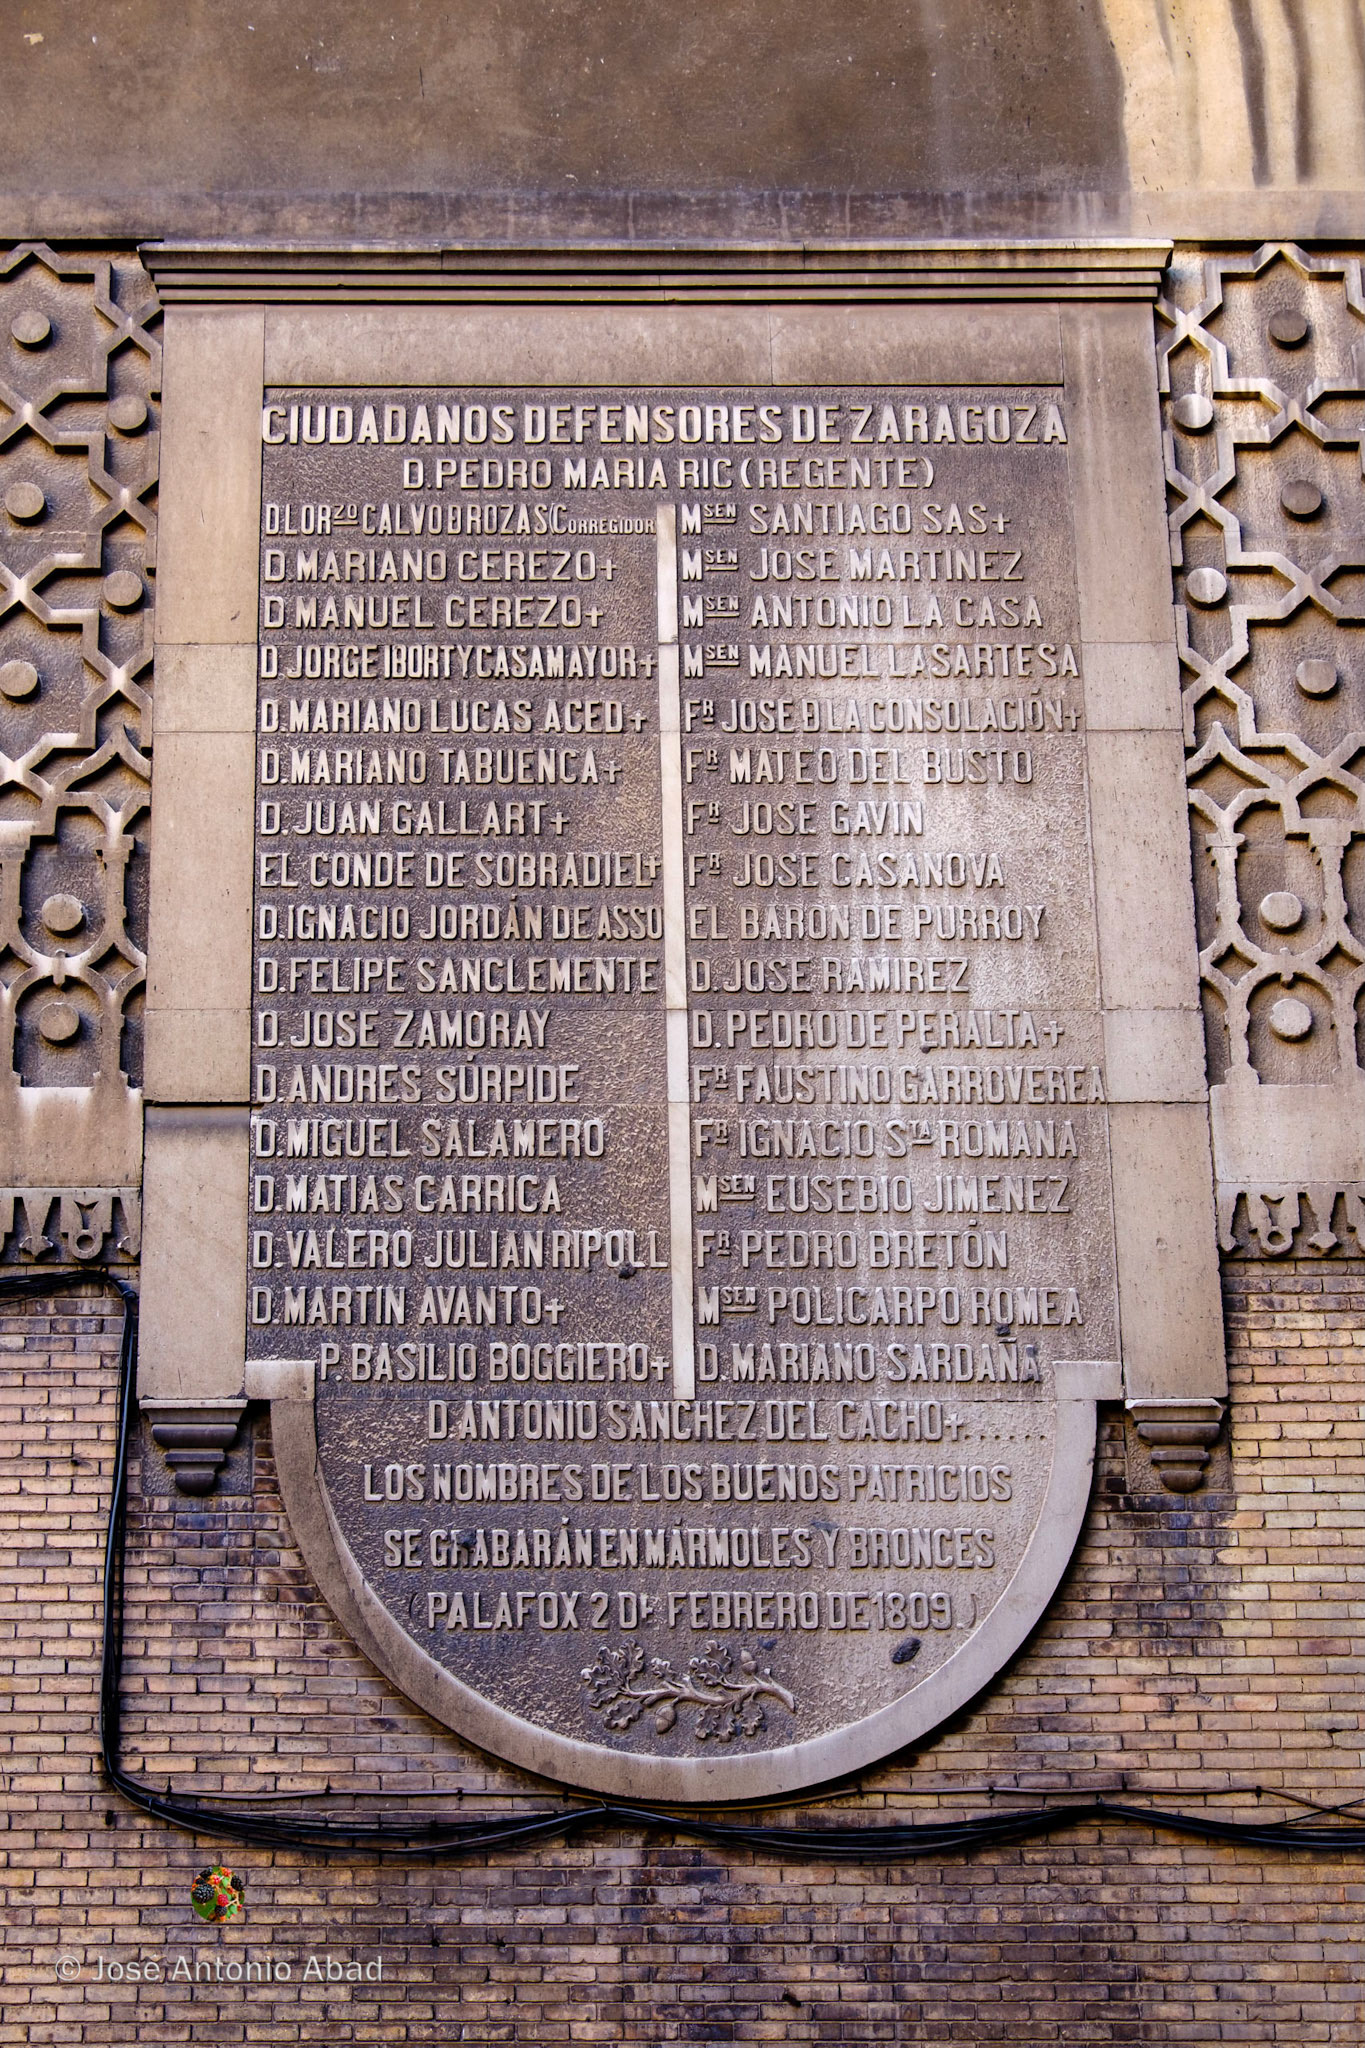 CIUDADANOS DEFENSORES DE ZARAGOZA
D. PEDRO MARIA RIC (REGENTE)
D. LORZO CALVO DROZAS (CORREGIDOR
D. MARIANO CEREZO+
D. MANUEL CEREZO+
D. JORGE IBORT Y CASAMAYOR+
D. MARIANO LUCAS ACED+
D. MARIANO TABUENCA+
D. JUAN GALLART+
EL CONDE DE SOBRADIEL+
D. IGNACIO JORDÁN DE ASSO
D. FELIPE SANCLEMENTE
D. JOSE ZAMORAY
D. ANDRES SÚRPIDE
D. MIGUEL SALAMERO
D. MATIAS CARRICA
D. VALERO JULIAN RIPOLL
D. MARTIN AVANTO+
P. BASILIO BOGGIERO+
MSEN SANTIAGO SAS+
MSEN JOSE MARTINEZ
MSEN ANTONIO LA CASA
MSEN MANUEL LASARTESA
FR JOSE D LA CONSOLACIÓN+
FR MATEO DEL BUSTO
FR JOSE GAVIN
FR JOSE CASANOVA
EL BARON DE PURROY
D. JOSE RAMIREZ
D. PEDRO DE PERALTA+
FR FAUSTINO GARROVEREA
FR IGNACIO STA ROMANA
MSEN EUSEBIO JIMENEZ
FR PEDRO BRETÓN
MSEN POLICARPO ROMEA
D. MARIANO SARDAÑA
D. ANTONIO SANCHEZ DEL CACHO+......
LOS NOMBRES DE LOS BUENOS PATRICIOS
SE GRABARÁN EN MÁRMOLES Y BRONCES
(PALAFOX 2 DE FEBRERO DE 1809)
© José Antonio Abad